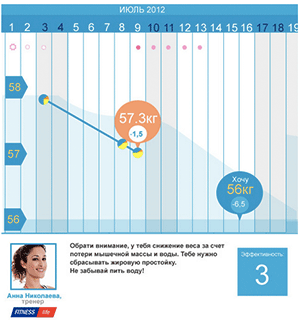 ИЮЛЬ 2012
1 2 3 4 5 6 7 8 9 10 11 12 13 14 15 16 17 18 19
58
57.3кг
-1,5
57
Хочу
56кг
-6,5
56
Обрати внимание, у тебя снижение веса за счет
потери мышечной массы и воды. Тебе нужно
сбрасывать жировую простойку.
Не забывай пить воду!
Эффективность
3
Анна Николаева,
тренер
FITNESS life